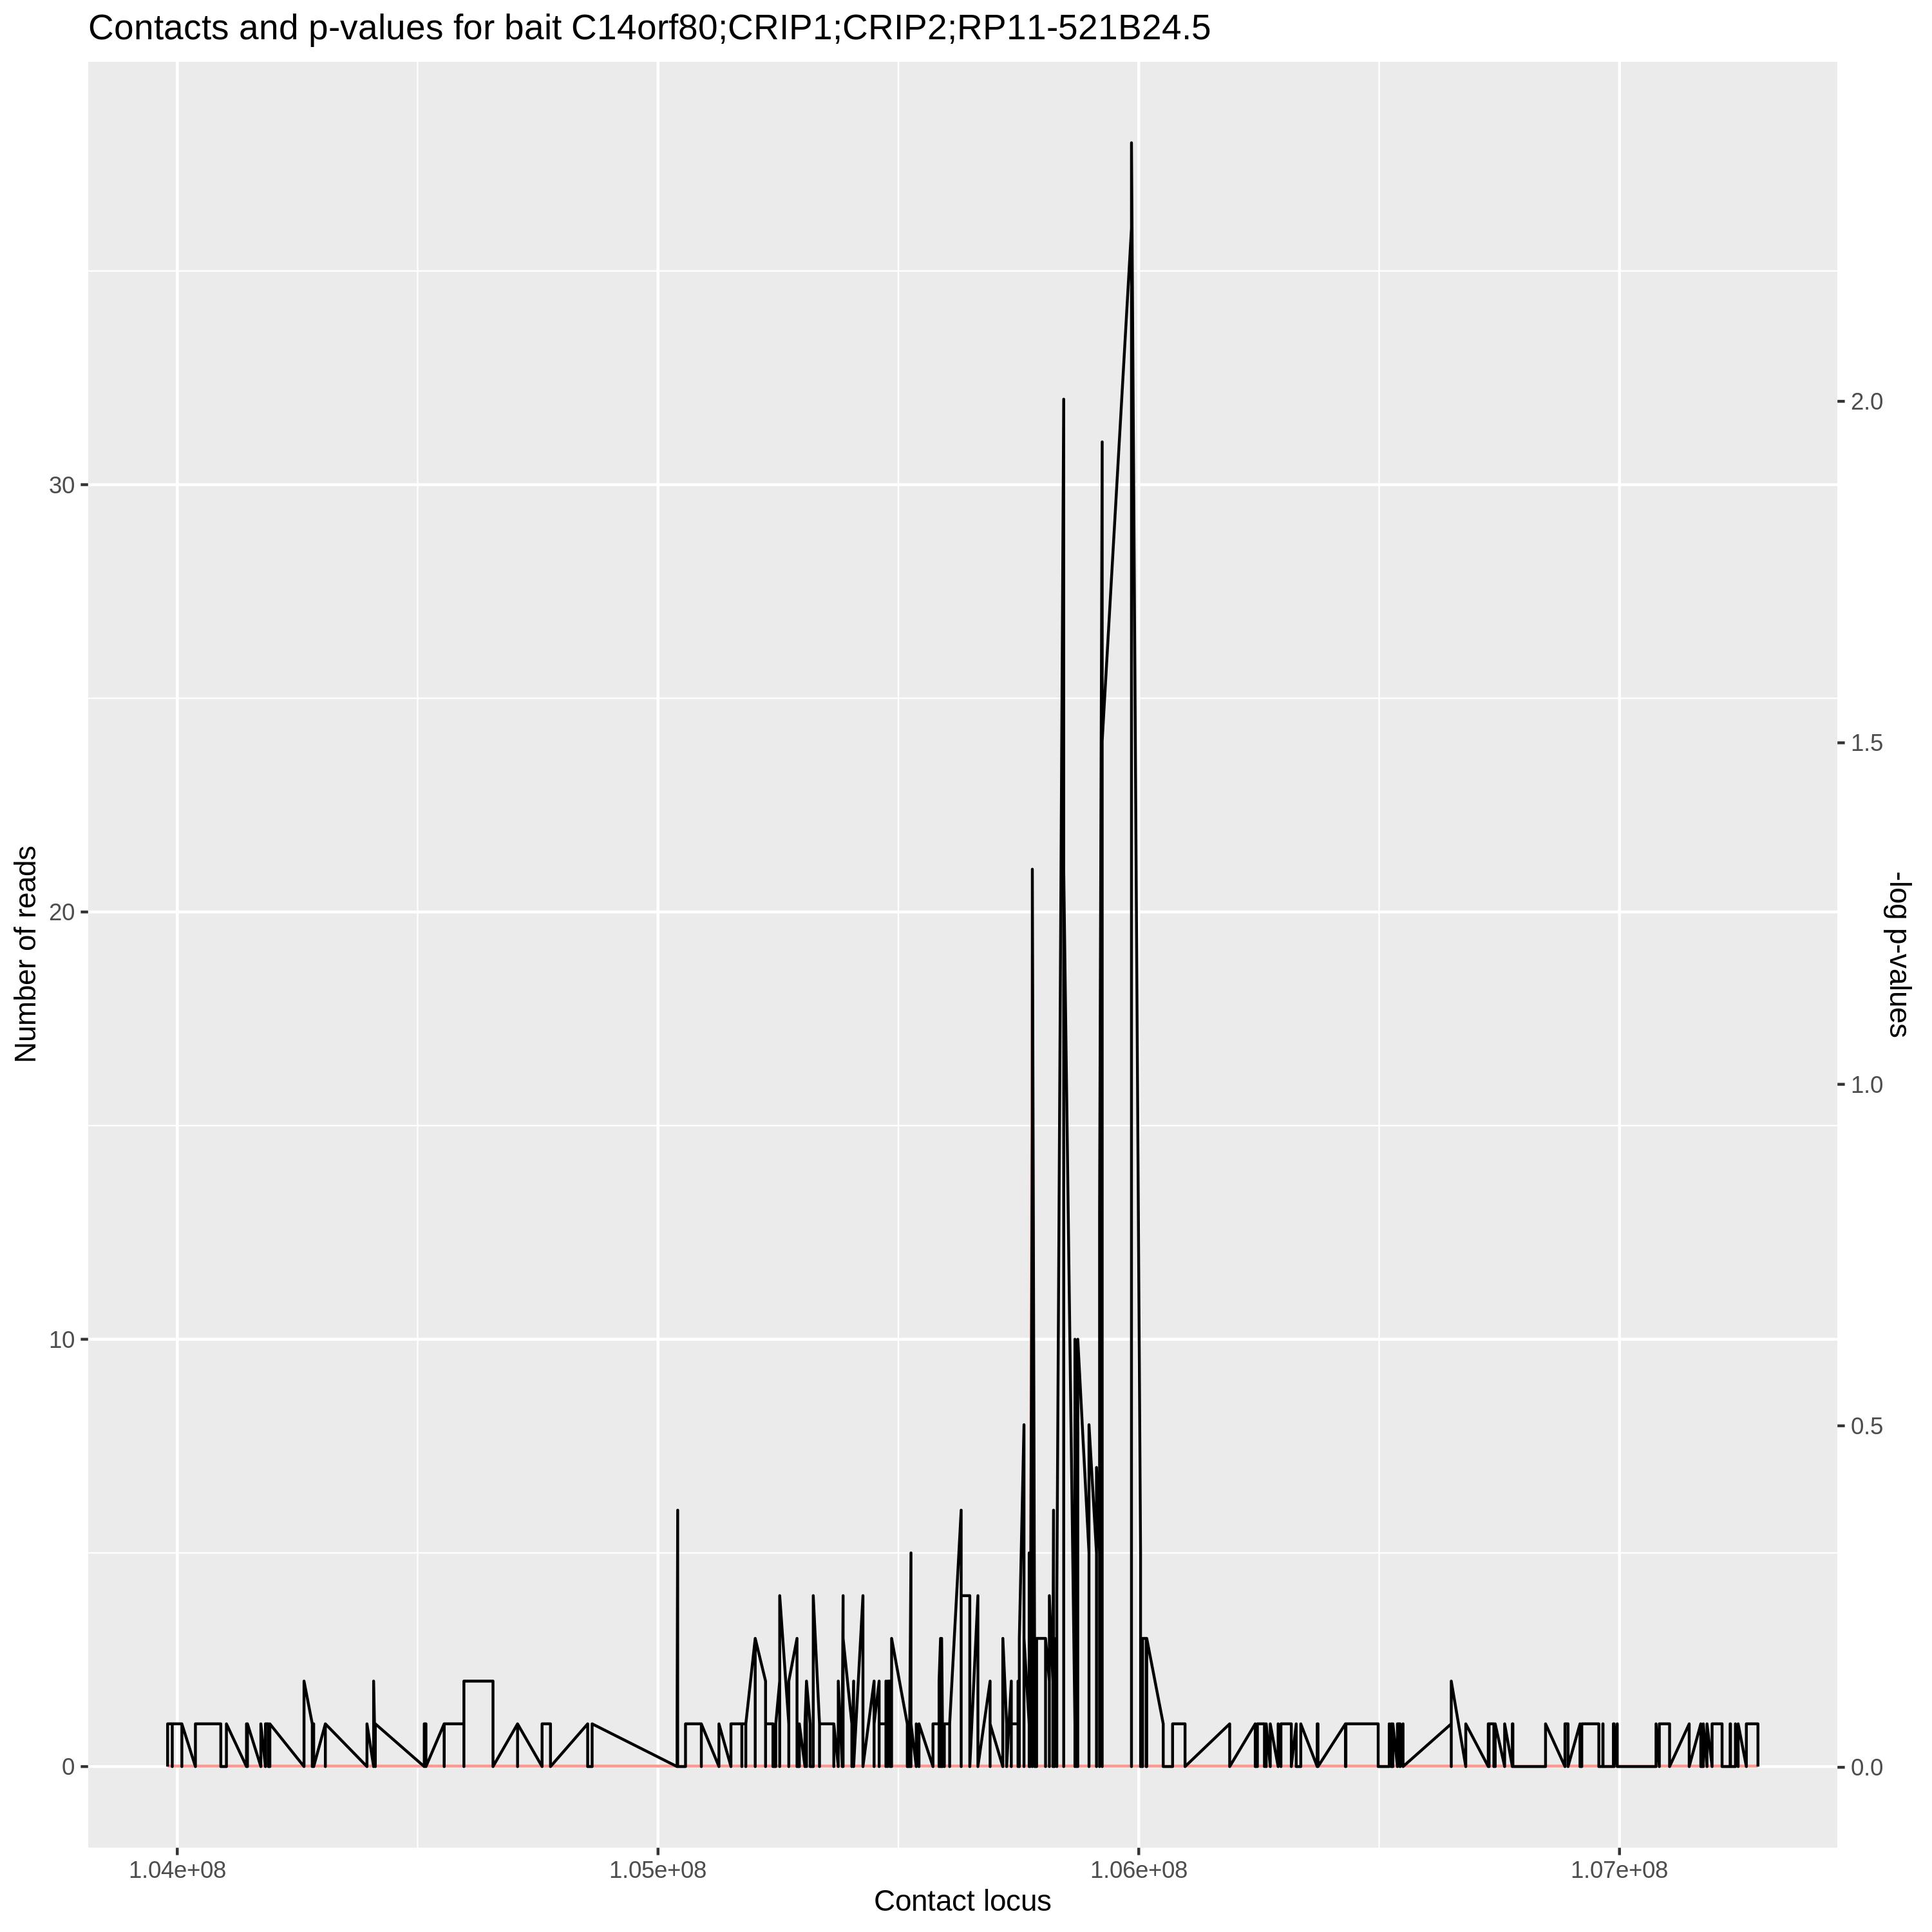 Contacts and p-values for bait C14orf80;CRIP1;CRIP2;RP11-521B24.5
Number of reads
30
20
10
0
2.0
1.5
1.0
0.5
0.0
-log p-values
1.04e+08
1.05e+08
1.06e+08
1.07e+08
Contact locus